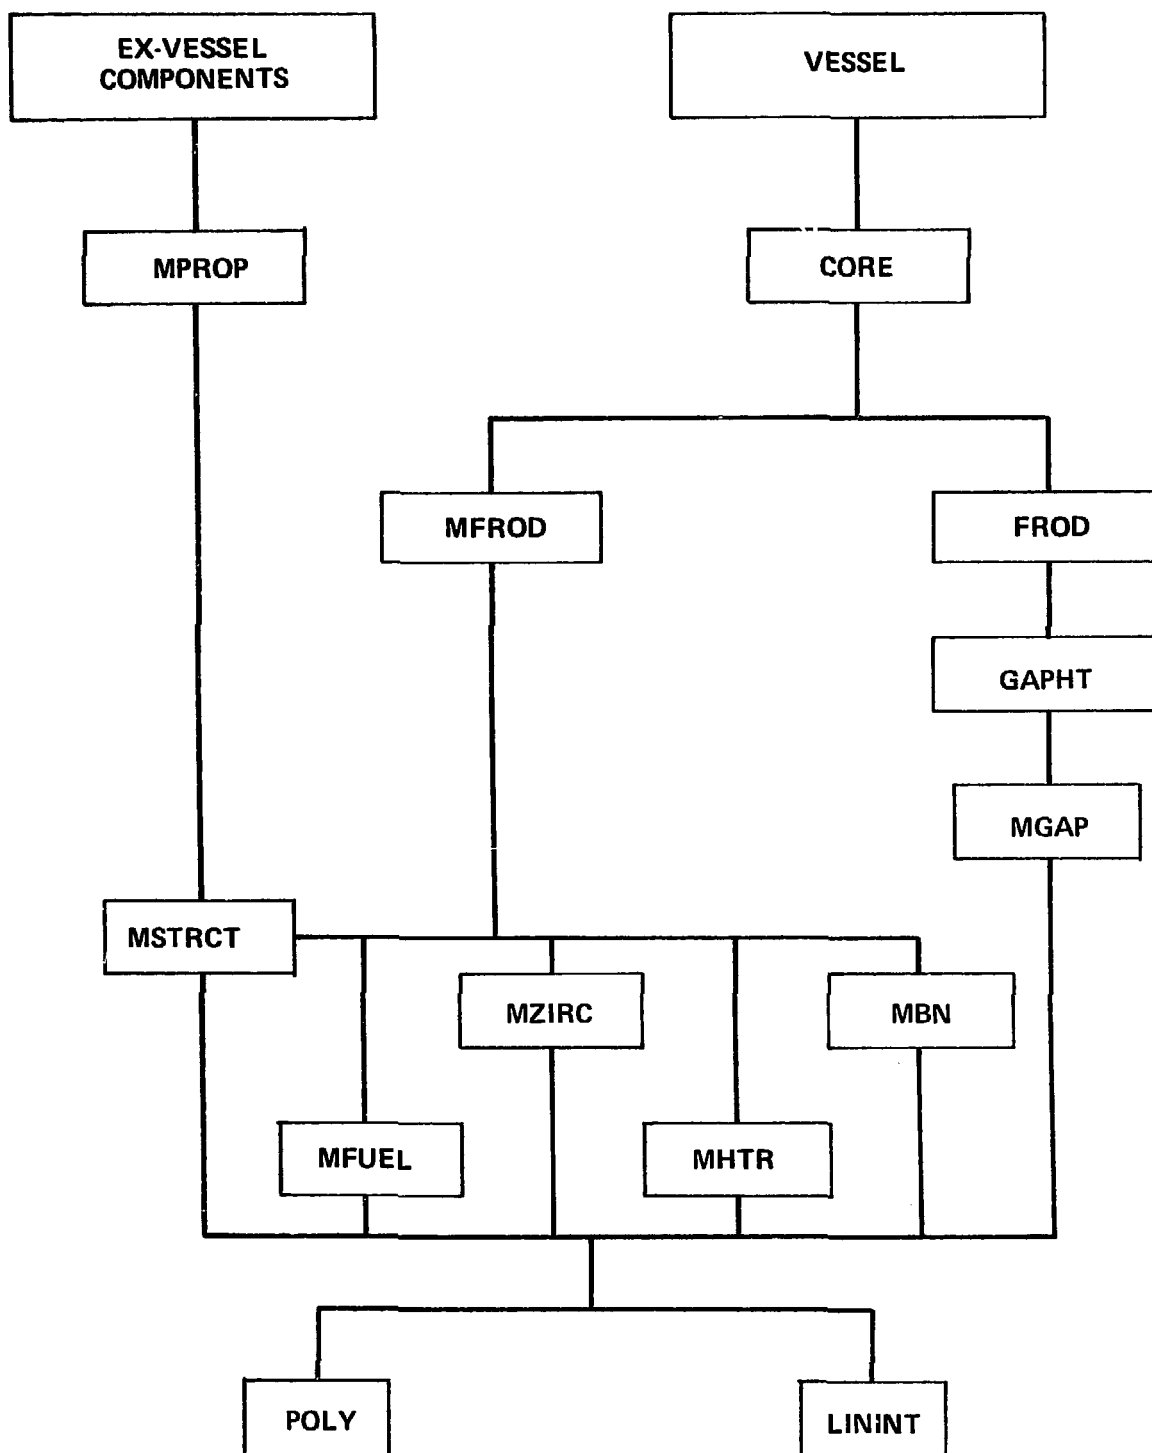 EX-VESSEL
COMPONENTS
VESSEL
MPROP
CORE
MFROD
FROD
GAPHT
MGAP
MSTRCT
MZIRC
MBN
MFUEL
MHTR
POLY
LININT